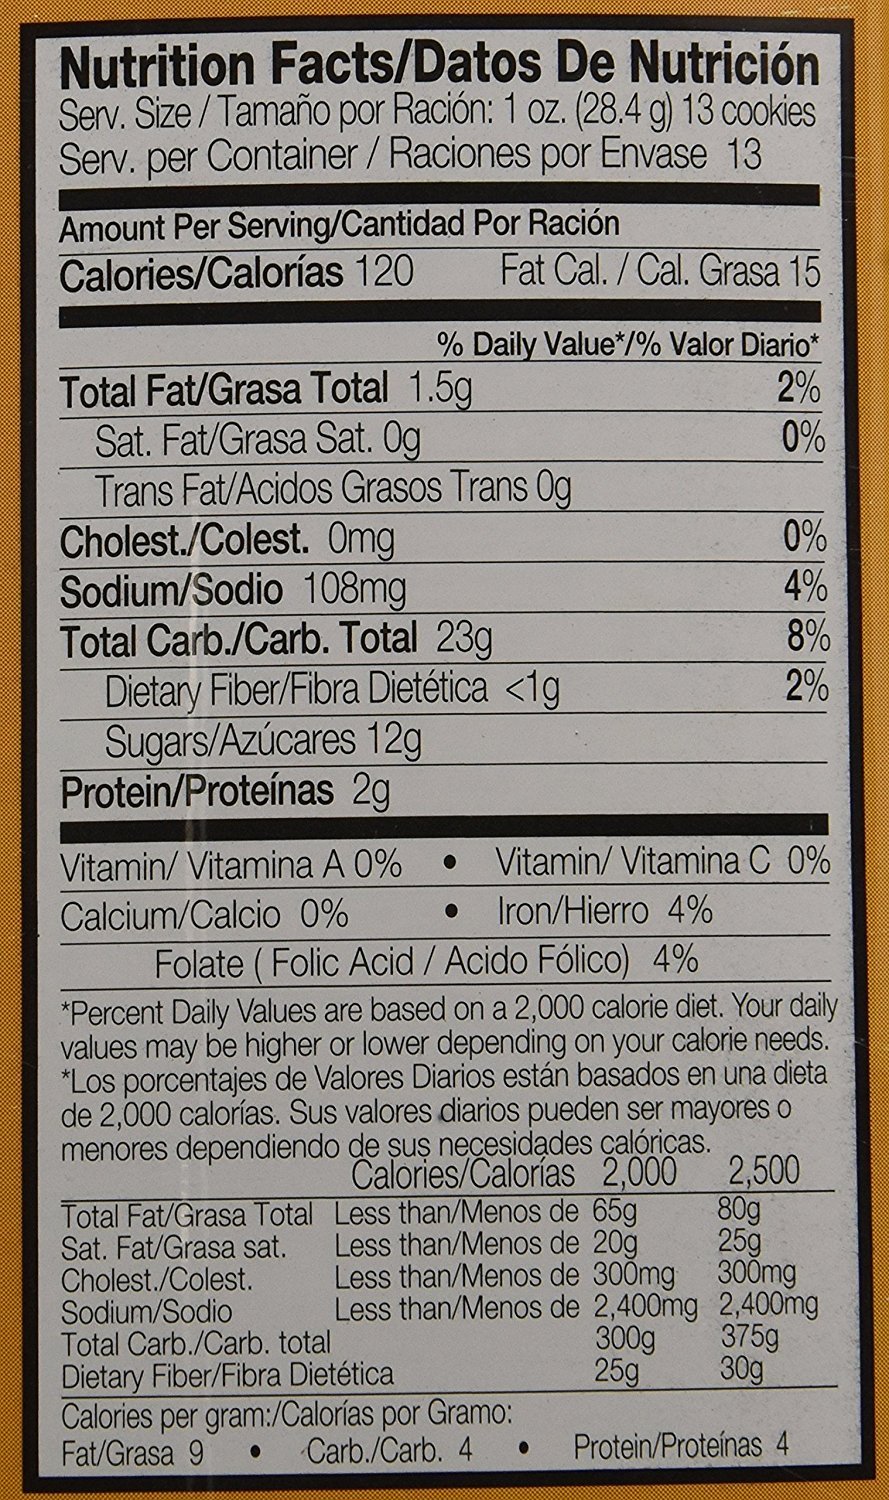 Nutrition Facts/Datos De Nutrición
Serv. Size / Tamaño por Ración: 1 oz. (28.4 g) 13 cookies
Serv. per Container / Raciones por Envase 13
Amount Per Serving/Cantidad Por Ración
Calories/Calorías 120 Fat Cal. / Cal. Grasa 15
% Daily Value*/% Valor Diario*
Total Fat/Grasa Total 1.5g 2%
Sat. Fat/Grasa Sat. 0g 0%
Trans Fat/Acidos Grasos Trans 0g
Cholest./Colest. 0mg 0%
Sodium/Sodio 108mg 4%
Total Carb./Carb. Total 23g 8%
Dietary Fiber/Fibra Dietética <1g 2%
Sugars/Azúcares 12g
Protein/Proteínas 2g
Vitamin/ Vitamina A 0% • Vitamin/ Vitamina C 0%
Calcium/Calcio 0% • Iron/Hierro 4%
Folate ( Folic Acid / Acido Fólico) 4%
*Percent Daily Values are based on a 2,000 calorie diet. Your daily
values may be higher or lower depending on your calorie needs.
*Los porcentajes de Valores Diarios están basados en una dieta
de 2,000 calorías. Sus valores diarios pueden ser mayores o
menores dependiendo de sus necesidades calóricas.
Calories/Calorías 2,000 2,500
Total Fat/Grasa Total Less than/Menos de 65g 80g
Sat. Fat/Grasa sat. Less than/Menos de 20g 25g
Cholest./Colest. Less than/Menos de 300mg 300mg
Sodium/Sodio Less than/Menos de 2,400mg 2,400mg
Total Carb./Carb. total 300g 375g
Dietary Fiber/Fibra Dietética 25g 30g
Calories per gram:/Calorías por Gramo:
Fat/Grasa 9 • Carb./Carb. 4 • Protein/Proteínas 4